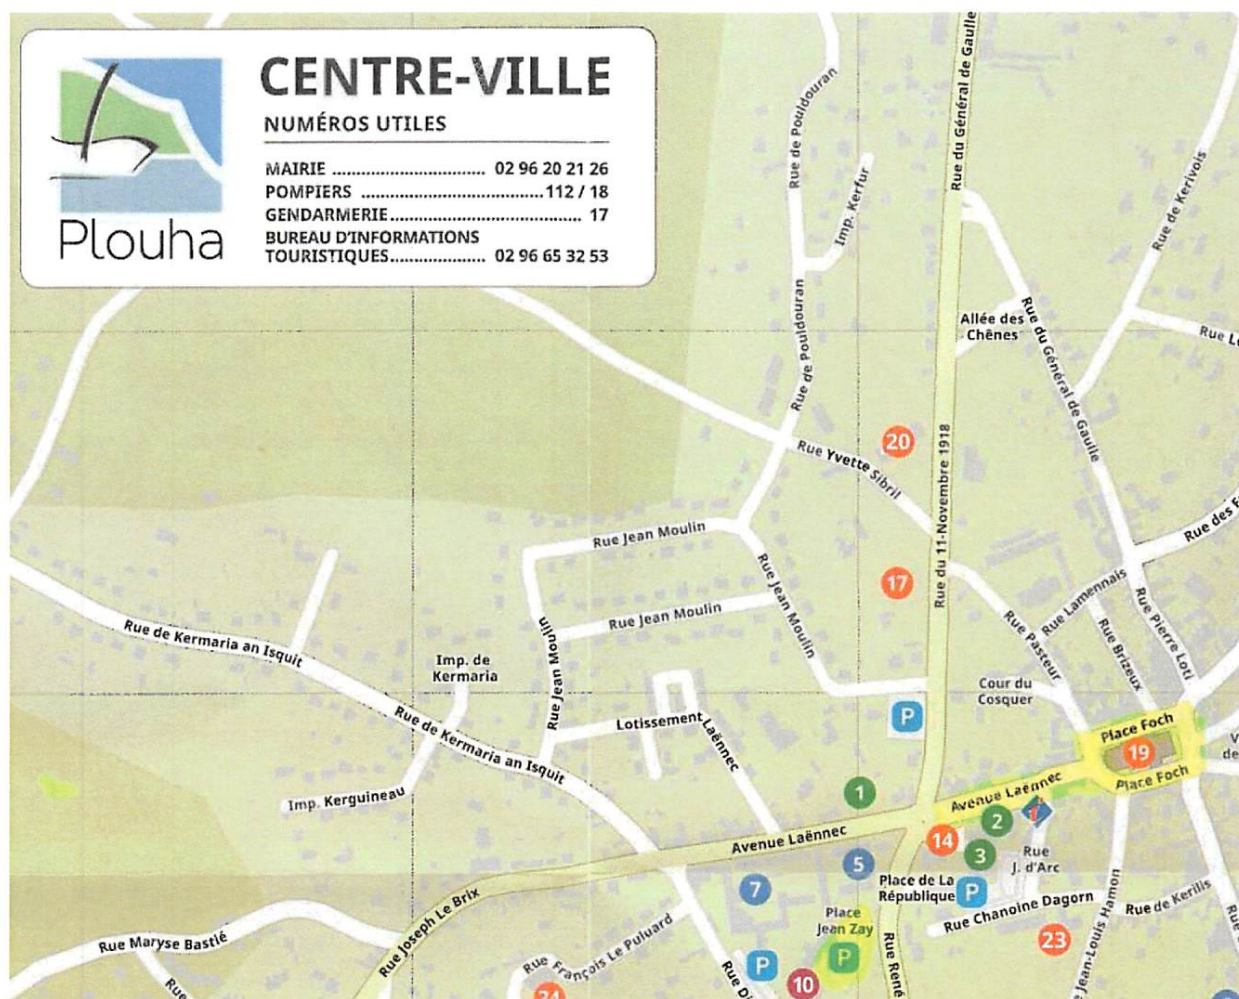 CENTRE-VILLE
NUMÉROS UTILES
MAIRIE .............................. 02 96 20 21 26
POMPIERS .................................... 112 / 18
GENDARMERIE...................................... 17
BUREAU D'INFORMATIONS
TOURISTIQUES................... 02 96 65 32 53
Plouha
Rue de Pouldouran
Imp. Kerfur
Rue du Général de Gaulle
Rue de Kerivois
Allée des
Chênes
Rue du Général de Gaulle
Rue de Pouldouran
20
Rue Yvette Sibril
Rue du 11-Novembre 1918
Rue Jean Moulin
17
Rue Jean Moulin
Rue Jean Moulin
Rue Jean Moulin
Rue Lamennais
Rue Pasteur
Rue Brizeux
Rue Pierre Loti
Rue de Kermaria an Isquit
Imp. de
Kermaria
Cour du
Cosquer
P
Lotissement Laënnec
Rue de Kermaria an Isquit
Place Foch
19
Place Foch
Imp. Kerguineau
1
Avenue Laënnec
2
i
Avenue Laënnec
14
3
Rue
J. d'Arc
5
7
Place de La
République
P
Place
Jean Zay
Rue Chanoine Dagorn
Rue de Kerilis
Rue Joseph Le Brix
Rue Maryse Bastié
Rue François Le Puluard
23
P
P
10
Rue René
Rue Jean-Louis Hamon
24